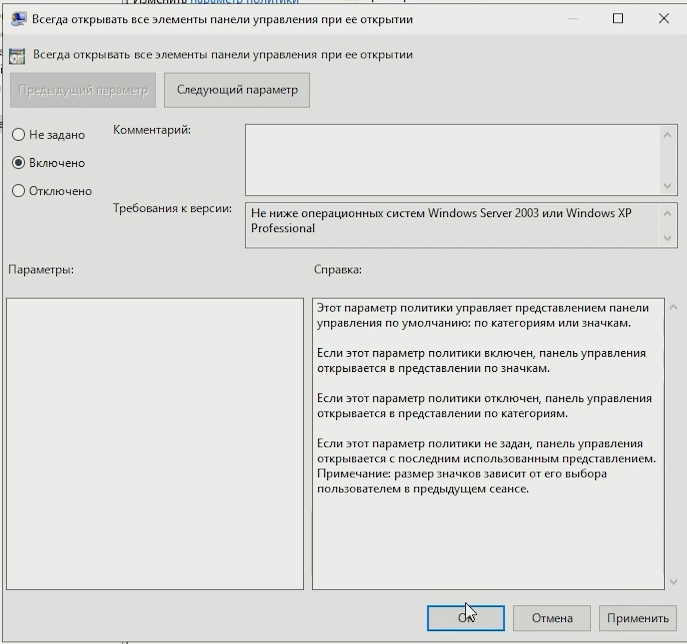 Изменить параметр политики
Всегда открывать все элементы панели управления при ее открытии
Всегда открывать все элементы панели управления при ее открытии
Предыдущий параметр
Следующий параметр
Не задано
Комментарий:
Включено
Отключено
Требования к версии:
Не ниже операционных систем Windows Server 2003 или Windows XP
Professional
Параметры:
Справка:
Этот параметр политики управляет представлением панели
управления по умолчанию: по категориям или значкам.
Если этот параметр политики включен, панель управления
открывается в представлении по значкам.
Если этот параметр политики отключен, панель управления
открывается в представлении по категориям.
Если этот параметр политики не задан, панель управления
открывается с последним использованным представлением.
Примечание: размер значков зависит от его выбора
пользователем в предыдущем сеансе.
ОК
Отмена
Применить